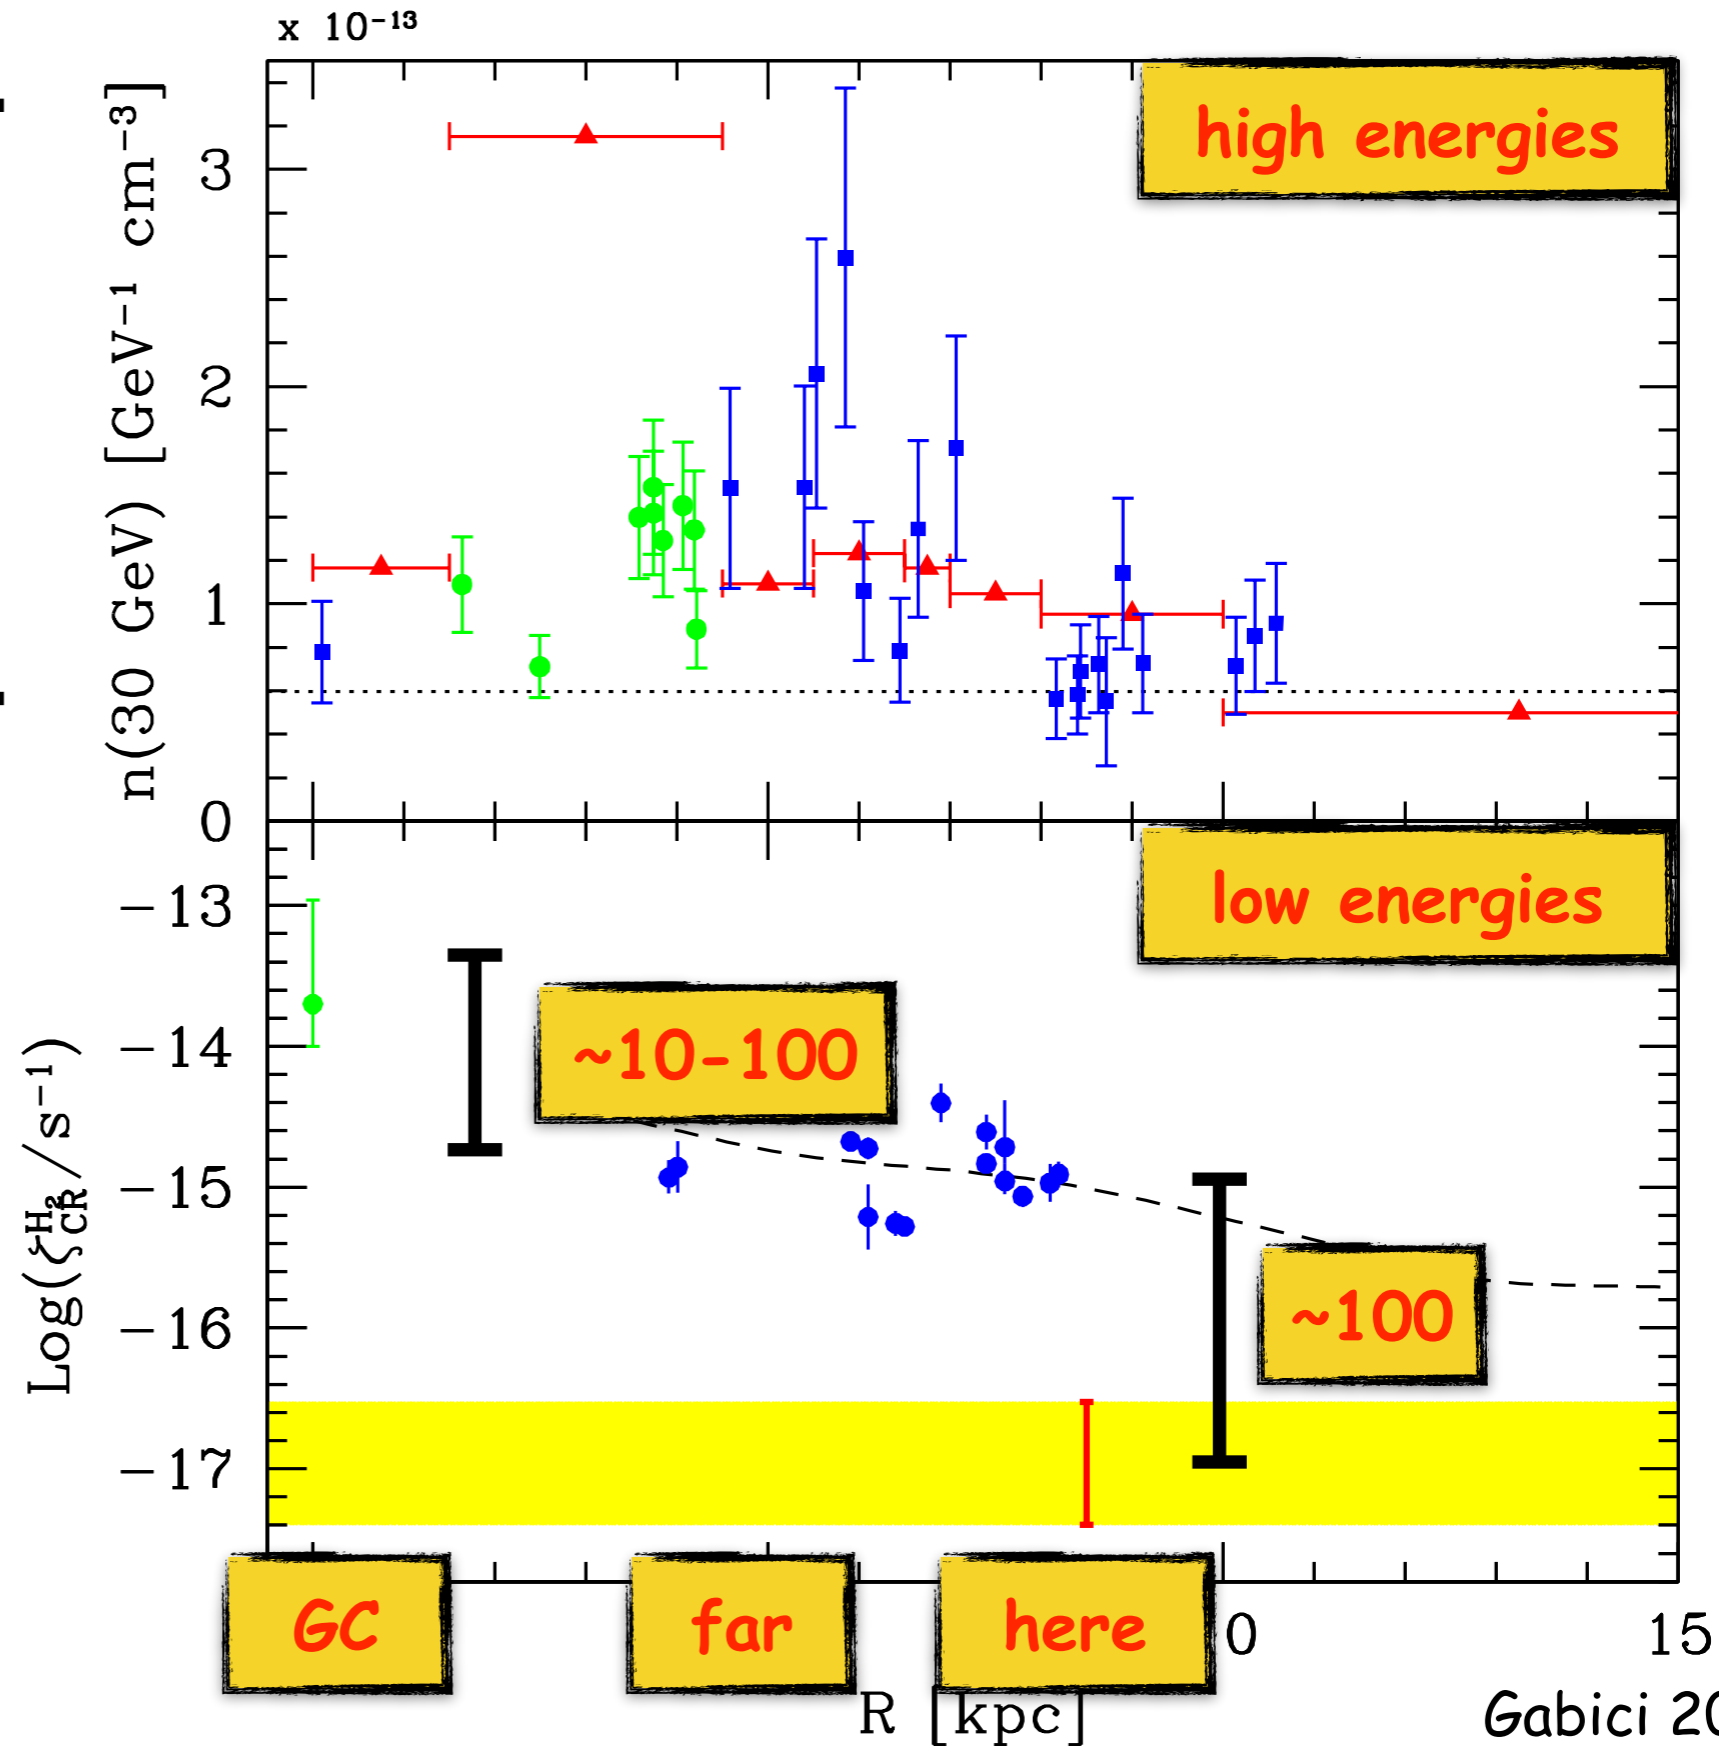 x 10⁻¹³
high energies
n(30 GeV) [GeV⁻¹ cm⁻³]
3
2
1
0
low energies
Log(ζ_CR^H₂/s⁻¹)
−13
−14
−15
−16
−17
~10-100
~100
GC
far
here
0
15
R [kpc]
Gabici 20